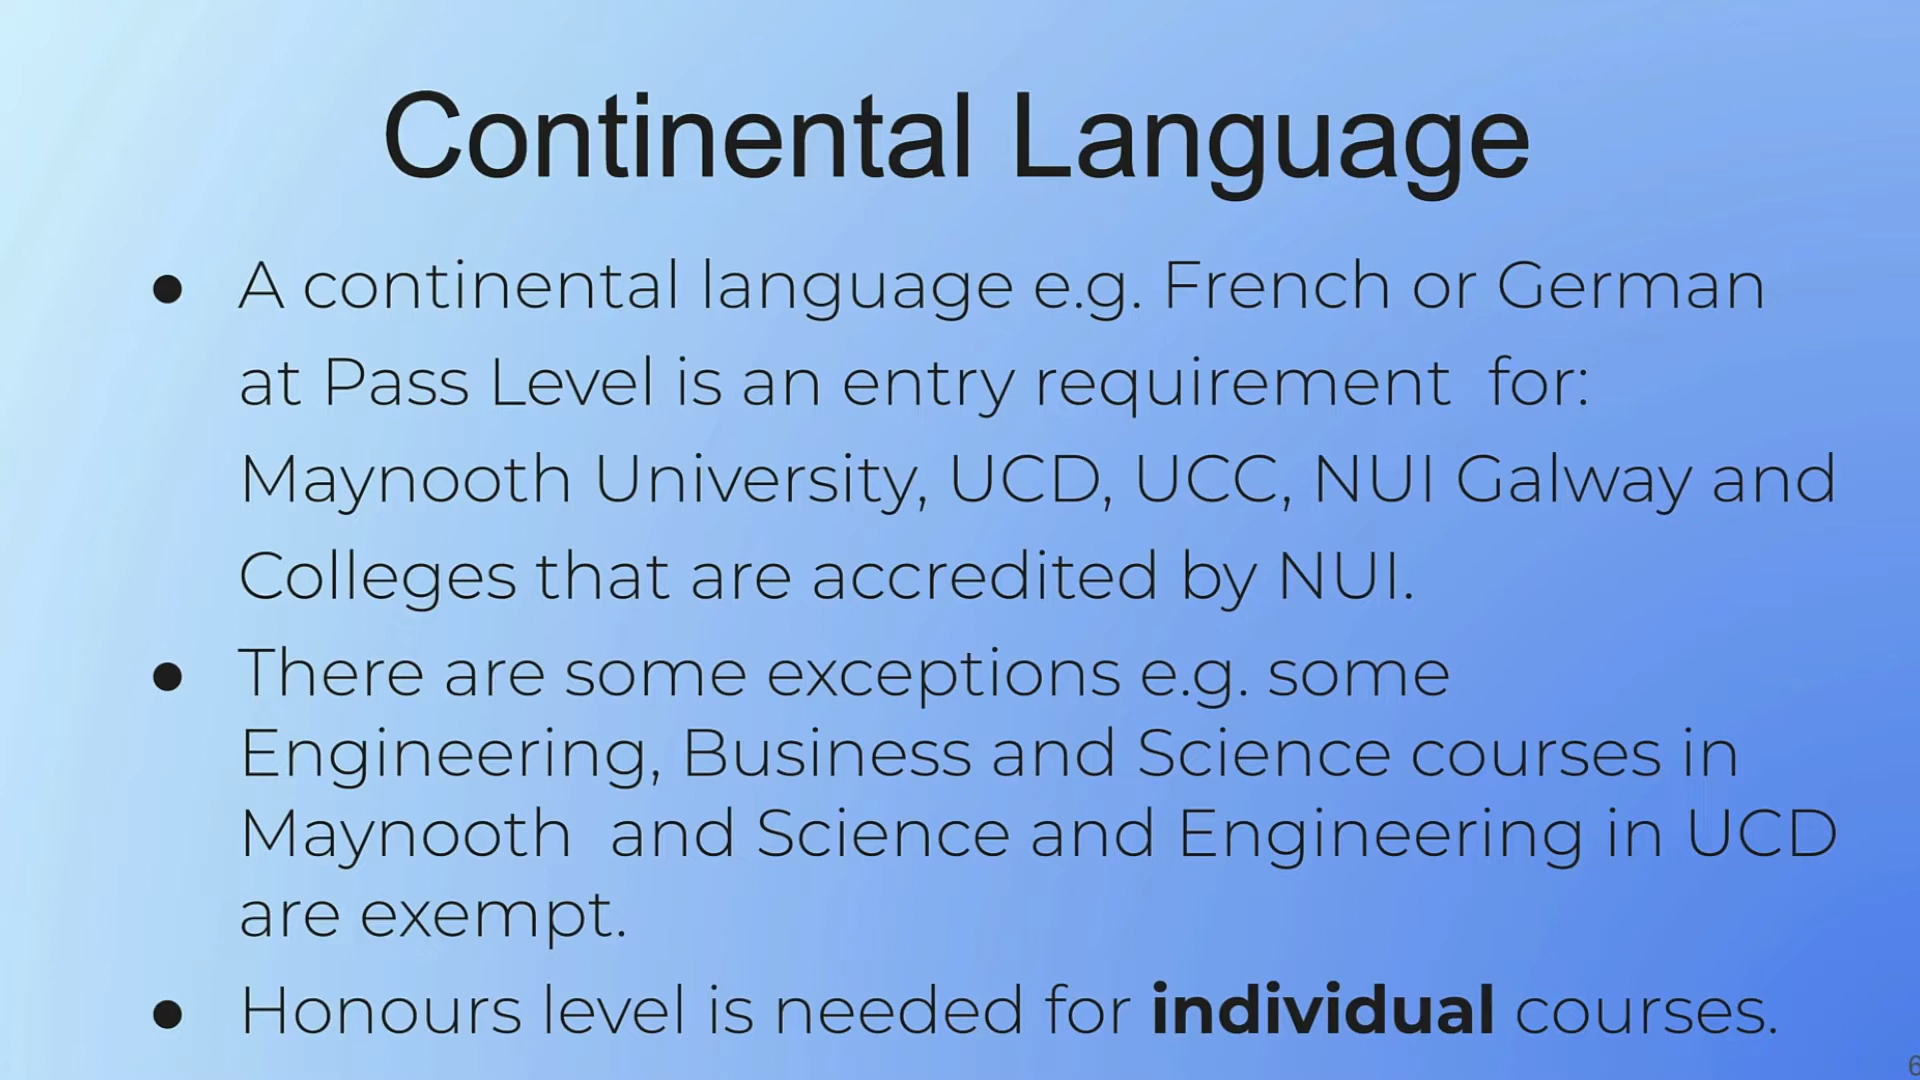 Continental Language
● A continental language e.g. French or German
at Pass Level is an entry requirement  for:
Maynooth University, UCD, UCC, NUI Galway and
Colleges that are accredited by NUI.
● There are some exceptions e.g. some
Engineering, Business and Science courses in
Maynooth  and Science and Engineering in UCD
are exempt.
● Honours level is needed for individual courses.
6